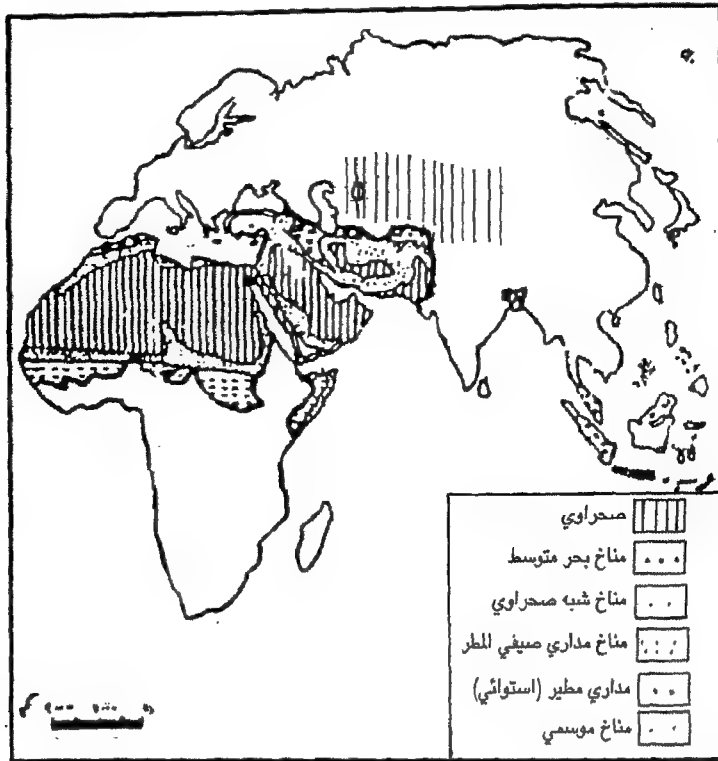 صحراوي
مناخ بحر متوسط
مناخ شبه صحراوي
مناخ مداري صيفي المطر
مداري مطير (استوائي)
مناخ موسمي